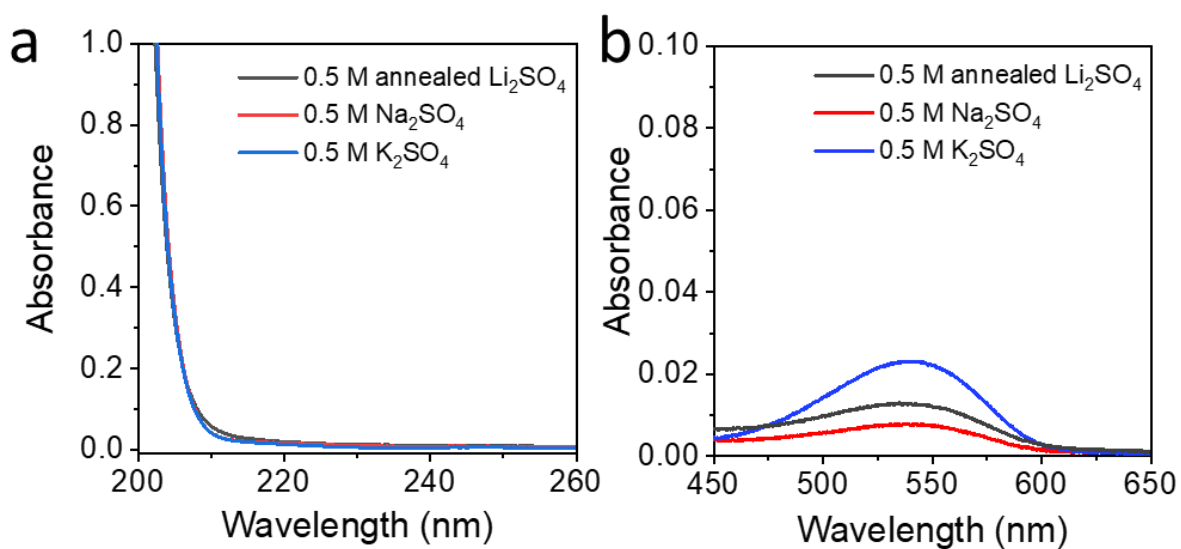 a
1.0
0.8
0.6
0.4
0.2
0.0
Absorbance
0.5 M annealed Li₂SO₄
0.5 M Na₂SO₄
0.5 M K₂SO₄
200
220
240
260
Wavelength (nm)
b
0.10
0.08
0.06
0.04
0.02
0.00
Absorbance
0.5 M annealed Li₂SO₄
0.5 M Na₂SO₄
0.5 M K₂SO₄
450
500
550
600
650
Wavelength (nm)